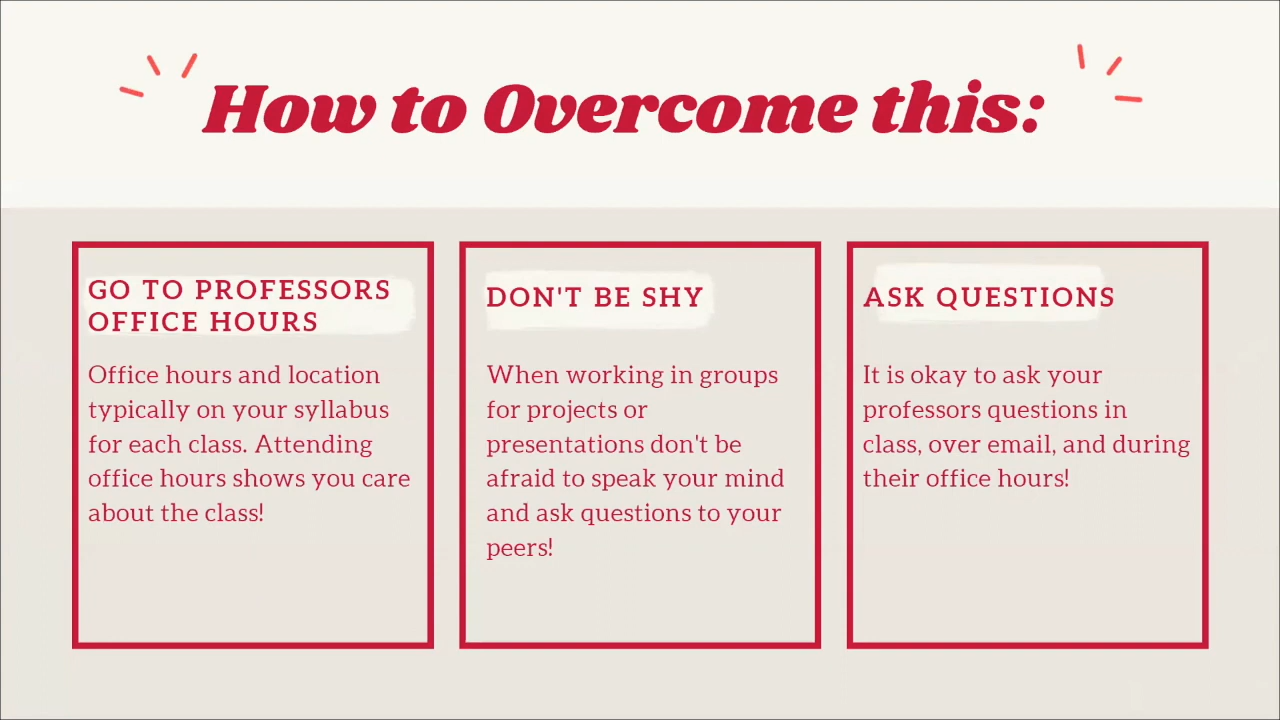 How to Overcome this:
GO TO PROFESSORS
OFFICE HOURS
Office hours and location
typically on your syllabus
for each class. Attending
office hours shows you care
about the class!
DON'T BE SHY
When working in groups
for projects or
presentations don't be
afraid to speak your mind
and ask questions to your
peers!
ASK QUESTIONS
It is okay to ask your
professors questions in
class, over email, and during
their office hours!